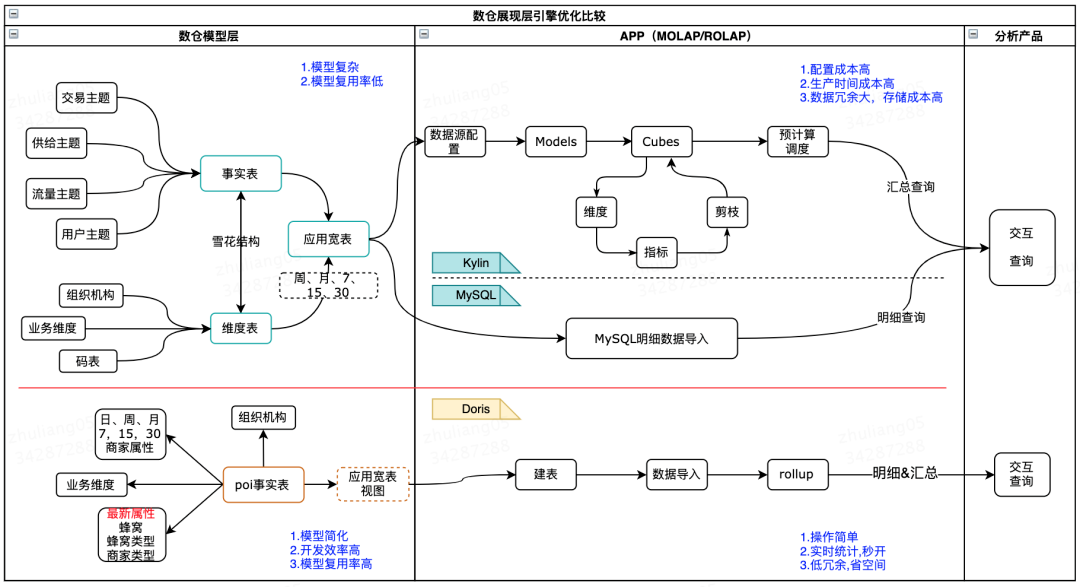 数仓展现层引擎优化比较
数仓模型层
APP（MOLAP/ROLAP）
分析产品
1.模型复杂
2.模型复用率低
1.配置成本高
2.生产时间成本高
3.数据冗余大，存储成本高
交易主题
供给主题
流量主题
用户主题
事实表
雪花结构
应用宽表
周、月、7、
15、30
组织机构
业务维度
码表
维度表
数据源配
置
Models
Cubes
预计算
调度
维度
剪枝
指标
汇总查询
Kylin
MySQL
MySQL明细数据导入
明细查询
交互
查询
Doris
日、周、月
7，15，30
商家属性
组织机构
业务维度
poi事实表
应用宽表
视图
最新属性
蜂窝
蜂窝类型
商家类型
1.模型简化
2.开发效率高
3.模型复用率高
建表
数据导入
rollup
明细&汇总
交互
查询
1.操作简单
2.实时统计,秒开
3.低冗余,省空间
zhuliang05
34287288
zhuliang05
34287288
zhuliang05
34287288
zhuliang05
34287288
zhuliang05
34287288